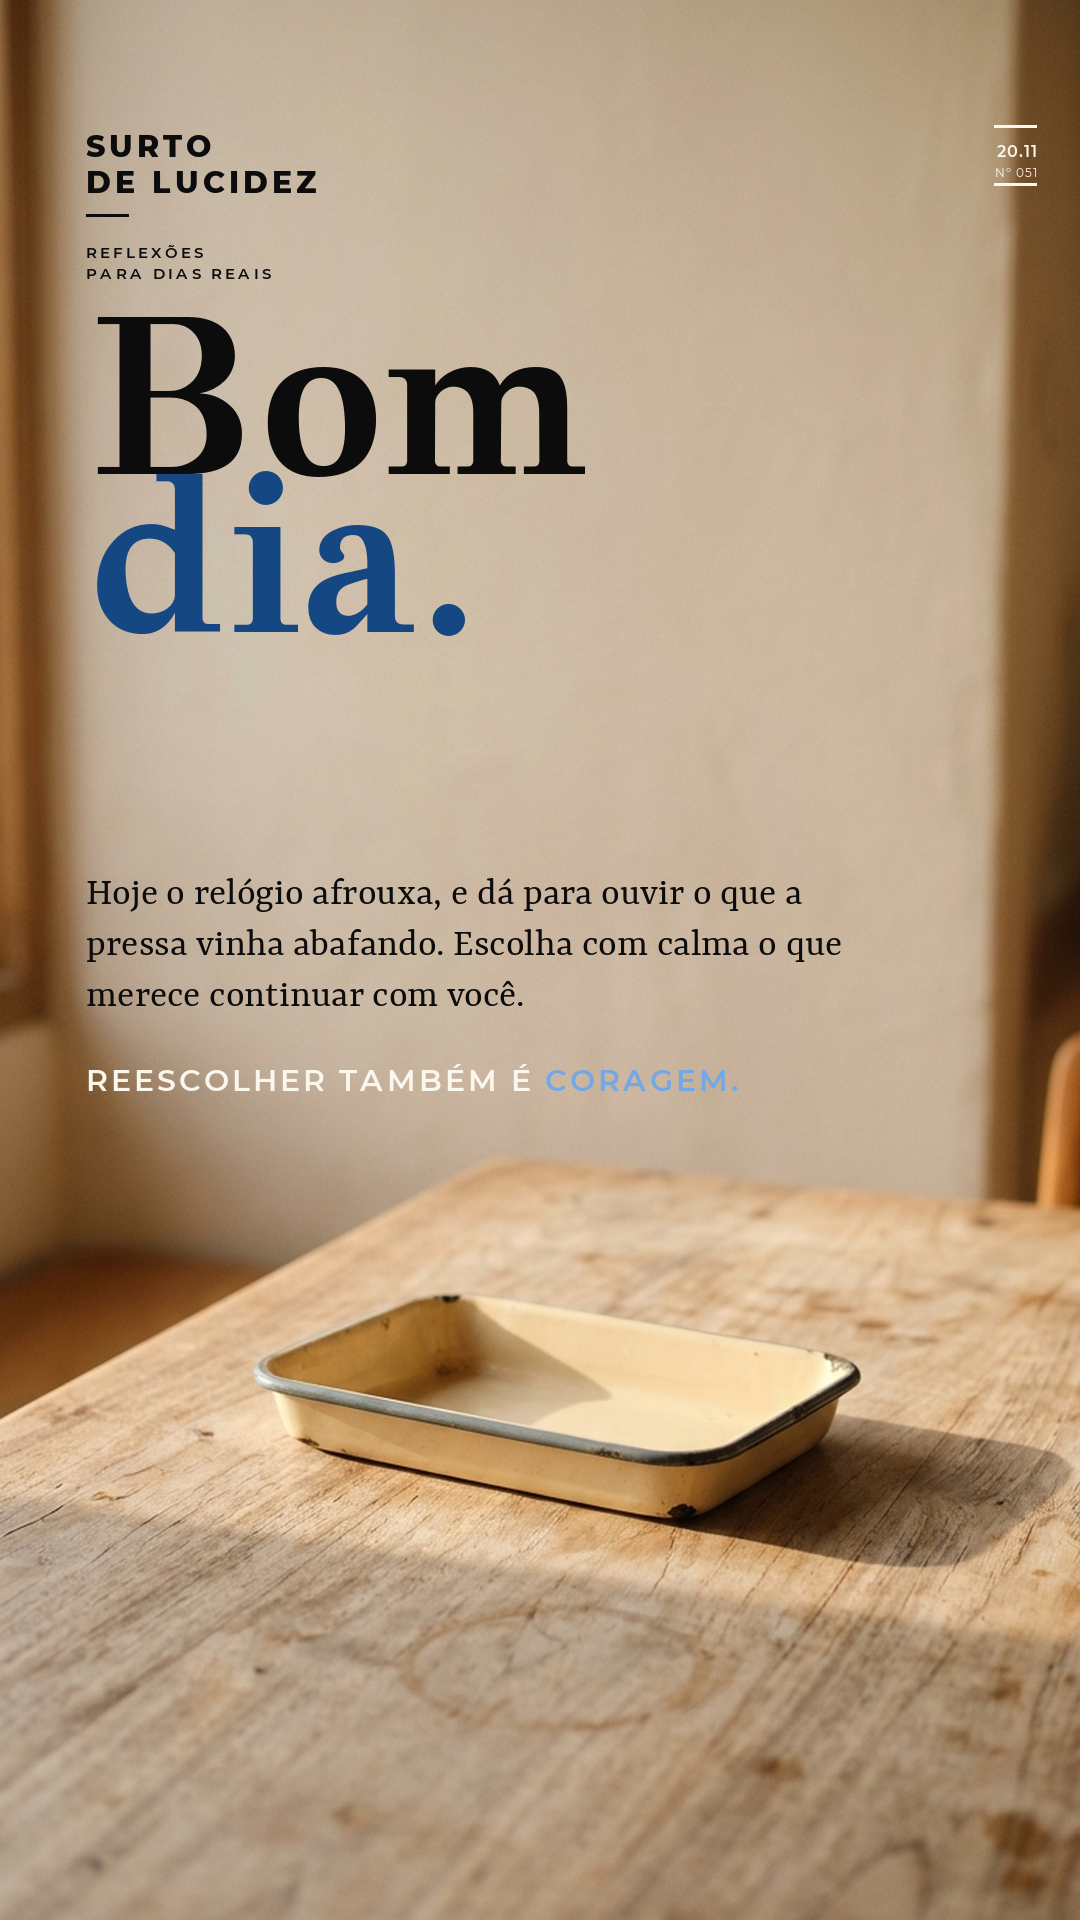 SURTO
DE LUCIDEZ
20.11
Nº 051
REFLEXÕES
PARA DIAS REAIS
Bom
dia.
Hoje o relógio afrouxa, e dá para ouvir o que a
pressa vinha abafando. Escolha com calma o que
merece continuar com você.
REESCOLHER TAMBÉM É CORAGEM.